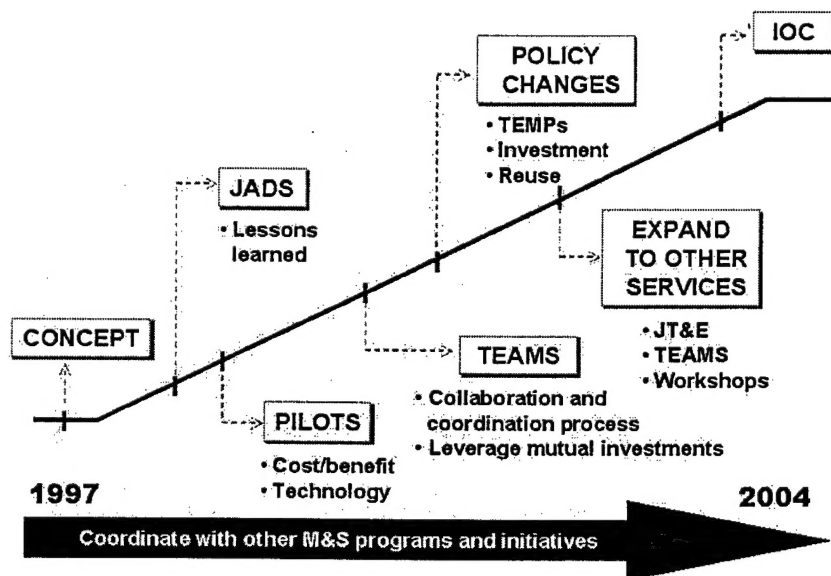 IOC
POLICY
CHANGES
• TEMPs
• Investment
• Reuse
JADS
• Lessons
learned
EXPAND
TO OTHER
SERVICES
• JT&E
• TEAMS
• Workshops
CONCEPT
TEAMS
• Collaboration and
coordination process
• Leverage mutual investments
PILOTS
• Cost/benefit
• Technology
1997
2004
Coordinate with other M&S programs and initiatives